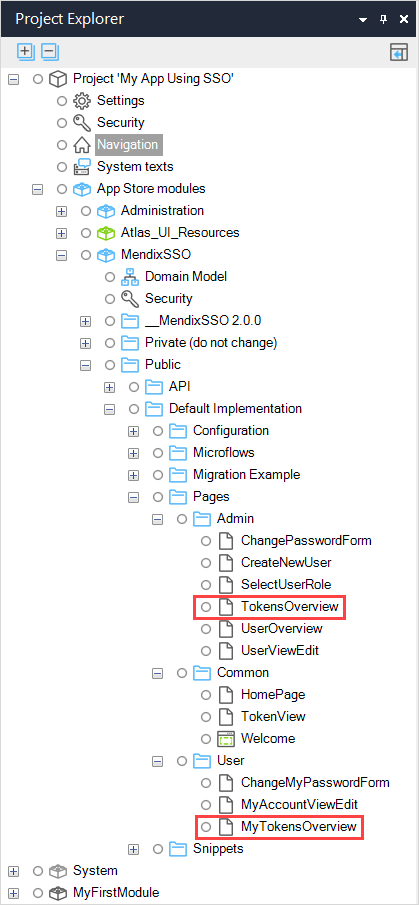 Project Explorer
Project 'My App Using SSO'
Settings
Security
Navigation
System texts
App Store modules
Administration
Atlas_UI_Resources
MendixSSO
Domain Model
Security
__MendixSSO 2.0.0
Private (do not change)
Public
API
Default Implementation
Configuration
Microflows
Migration Example
Pages
Admin
ChangePasswordForm
CreateNewUser
SelectUserRole
TokensOverview
UserOverview
UserViewEdit
Common
HomePage
TokenView
Welcome
User
ChangeMyPasswordForm
MyAccountViewEdit
MyTokensOverview
Snippets
System
MyFirstModule